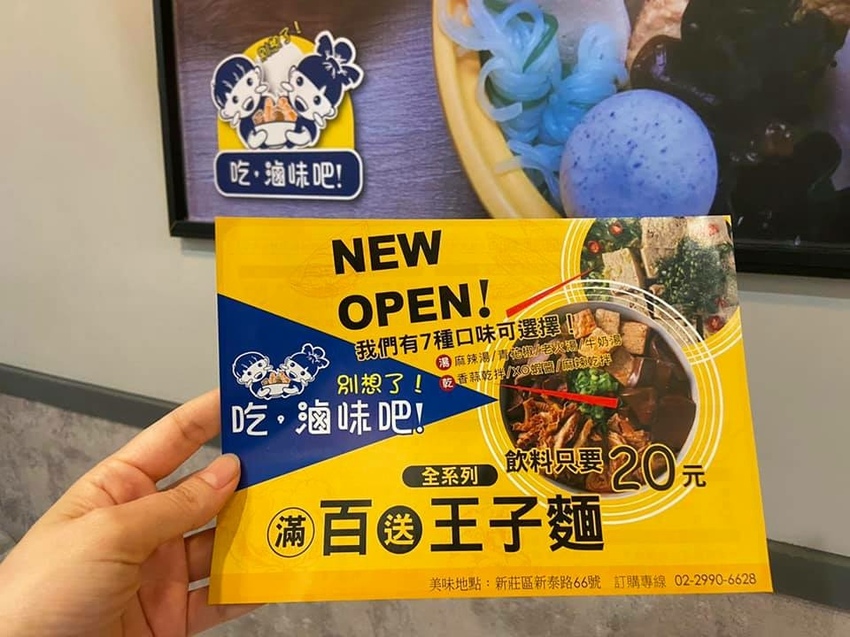 別想了！
吃，滷味吧！
NEW
OPEN!
我們有7種口味可選擇！
湯 麻辣湯/青花椒/老火湯/牛奶湯
乾 香蒜乾拌/XO蝦醬/麻辣乾拌
別想了！
吃，滷味吧！
飲料只要20元
全系列
滿百送王子麵
美味地點：新莊區新泰路66號 訂購專線 02-2990-6628